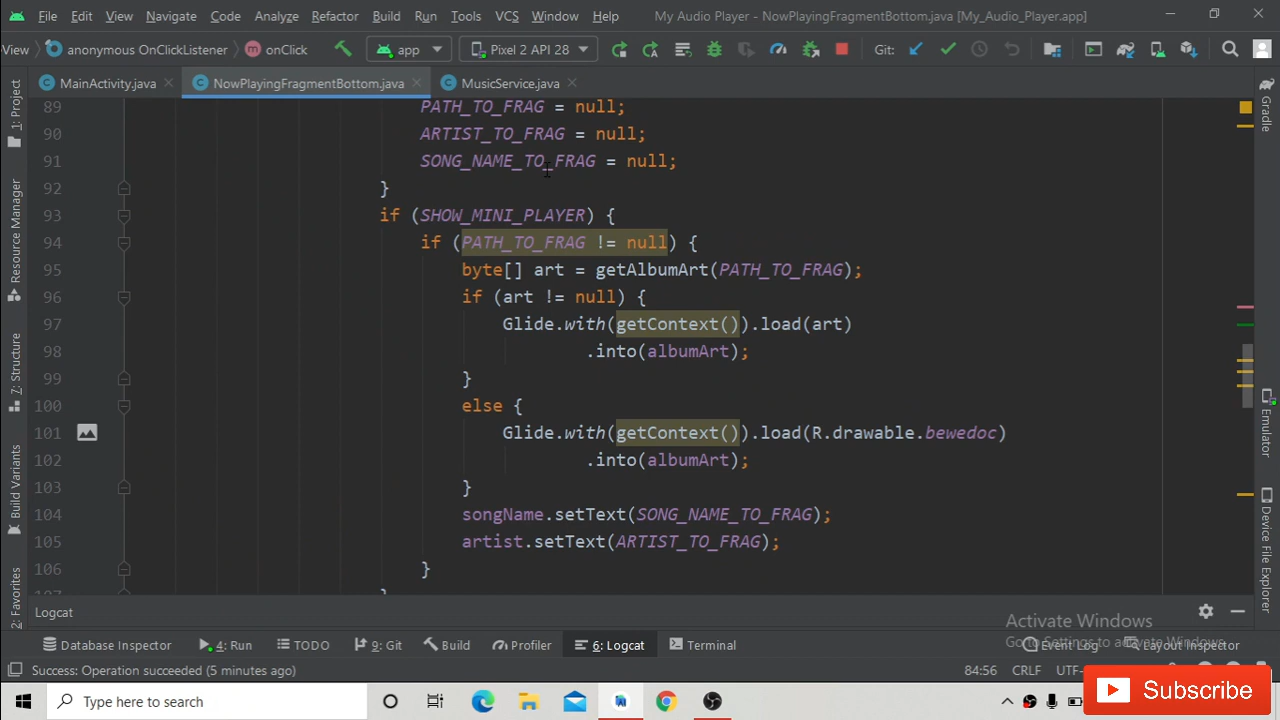 File Edit View Navigate Code Analyze Refactor Build Run Tools VCS Window Help My Audio Player - NowPlayingFragmentBottom.java [My_Audio_Player.app]
View anonymous OnClickListener onClick app Pixel 2 API 28 Git:
MainActivity.java NowPlayingFragmentBottom.java MusicService.java
89 PATH_TO_FRAG = null;
90 ARTIST_TO_FRAG = null;
91 SONG_NAME_TO_FRAG = null;
92 }
93 if (SHOW_MINI_PLAYER) {
94 if (PATH_TO_FRAG != null) {
95 byte[] art = getAlbumArt(PATH_TO_FRAG);
96 if (art != null) {
97 Glide.with(getContext()).load(art)
98 .into(albumArt);
99 }
100 else {
101 Glide.with(getContext()).load(R.drawable.bewedoc)
102 .into(albumArt);
103 }
104 songName.setText(SONG_NAME_TO_FRAG);
105 artist.setText(ARTIST_TO_FRAG);
106 }
1: Project
Resource Manager
Z: Structure
Build Variants
2: Favorites
Gradle
Emulator
Device File Explorer
Logcat
Activate Windows
Go to Settings to activate Windows.
Database Inspector 4: Run TODO 9: Git Build Profiler 6: Logcat Terminal Event Log Layout Inspector
Success: Operation succeeded (5 minutes ago) 84:56 CRLF UTF-
Type here to search
Subscribe